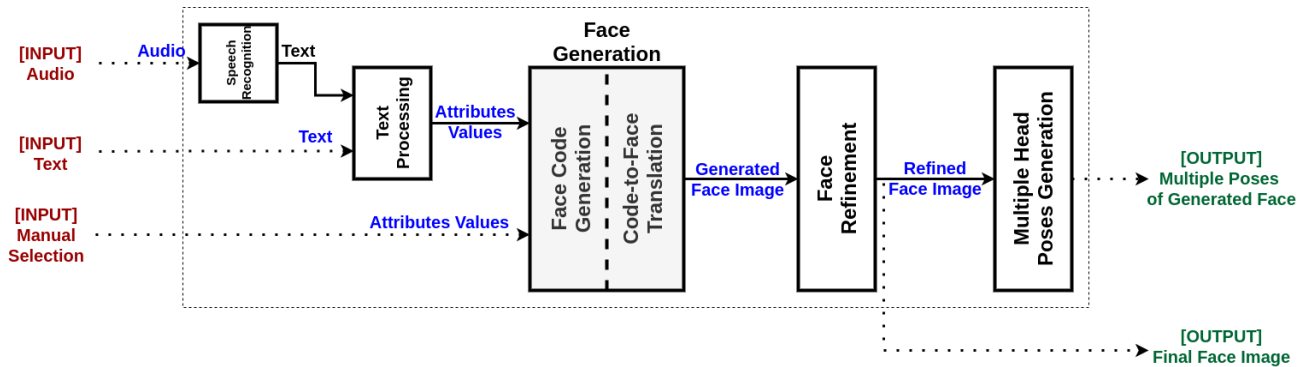 [INPUT]
Audio
Audio
Speech
Recognition
Text
[INPUT]
Text
Text
Text
Processing
[INPUT]
Manual
Selection
Attributes Values
Attributes
Values
Face
Generation
Face Code
Generation
Code-to-Face
Translation
Generated
Face Image
Face
Refinement
Refined
Face Image
Multiple Head
Poses Generation
[OUTPUT]
Multiple Poses
of Generated Face
[OUTPUT]
Final Face Image